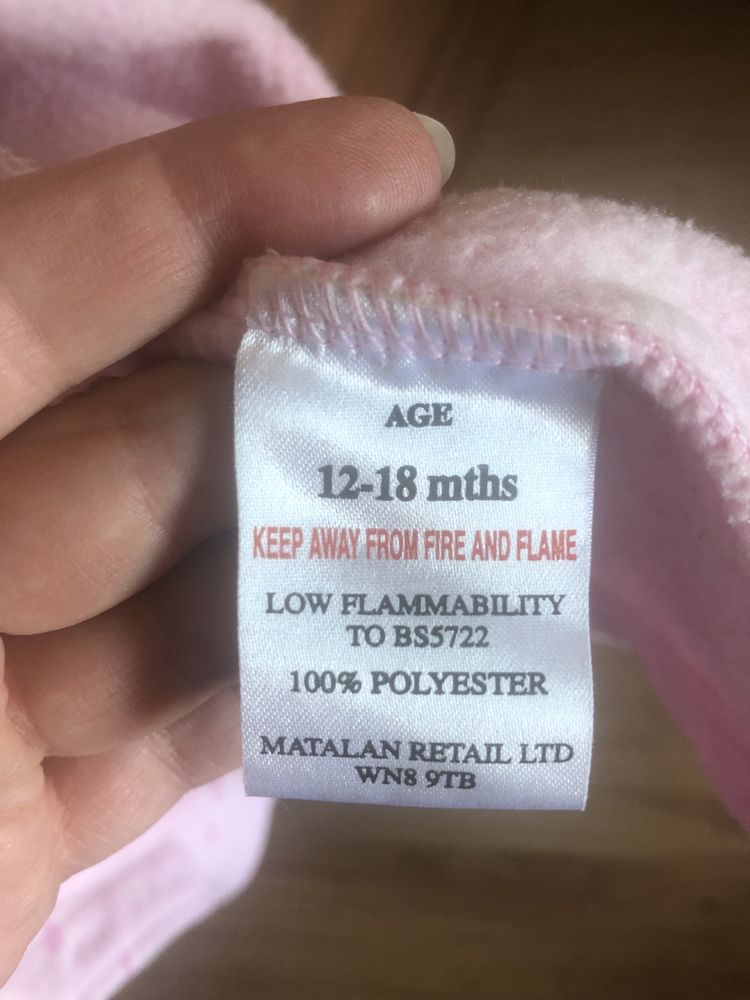 AGE
12-18 mths
KEEP AWAY FROM FIRE AND FLAME
LOW FLAMMABILITY
TO BS5722
100% POLYESTER
MATALAN RETAIL LTD
WN8 9TB